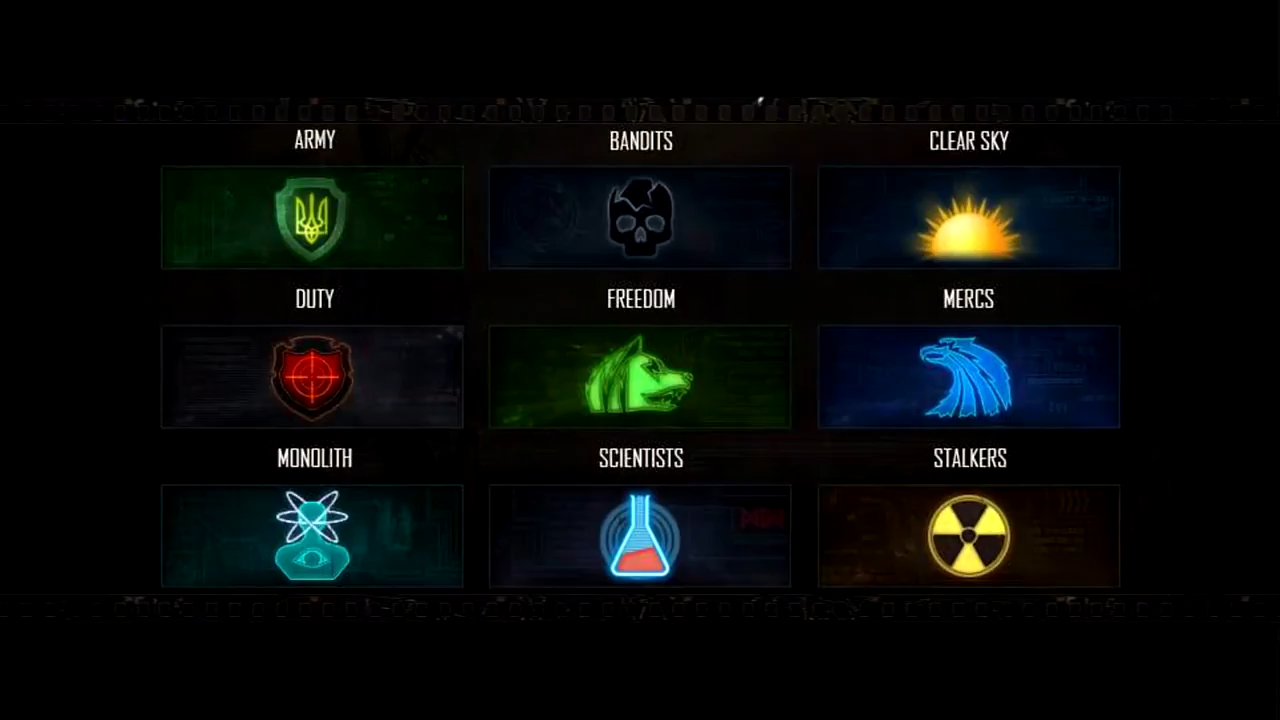 ARMY
BANDITS
CLEAR SKY
DUTY
FREEDOM
MERCS
MONOLITH
SCIENTISTS
STALKERS